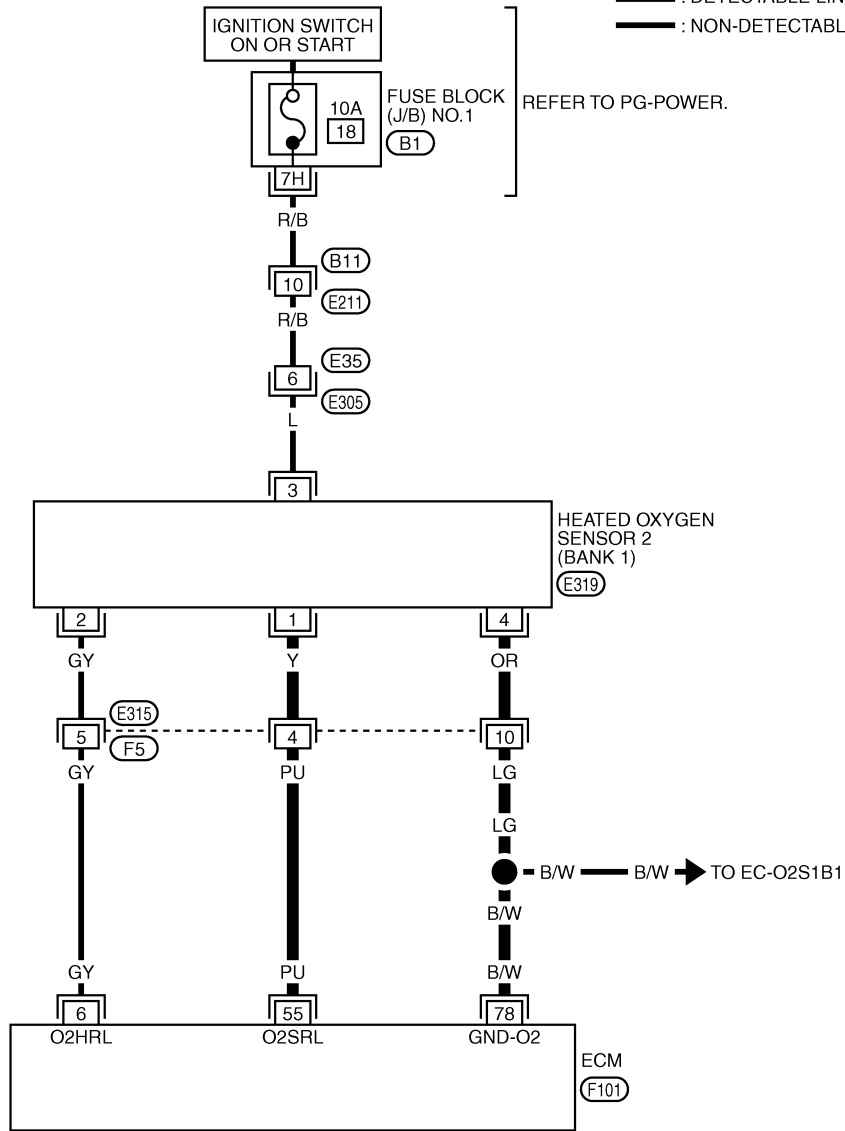 : DETECTABLE LIN
: NON-DETECTABL
IGNITION SWITCH
ON OR START
10A
18
FUSE BLOCK
(J/B) NO.1
B1
REFER TO PG-POWER.
7H
R/B
B11
10
E211
R/B
E35
6
E305
L
3
HEATED OXYGEN
SENSOR 2
(BANK 1)
E319
2 1 4
GY Y OR
E315
5 4 10
F5
GY PU LG
LG
B/W B/W TO EC-O2S1B1
B/W
GY PU B/W
6 55 78
O2HRL O2SRL GND-O2
ECM
F101